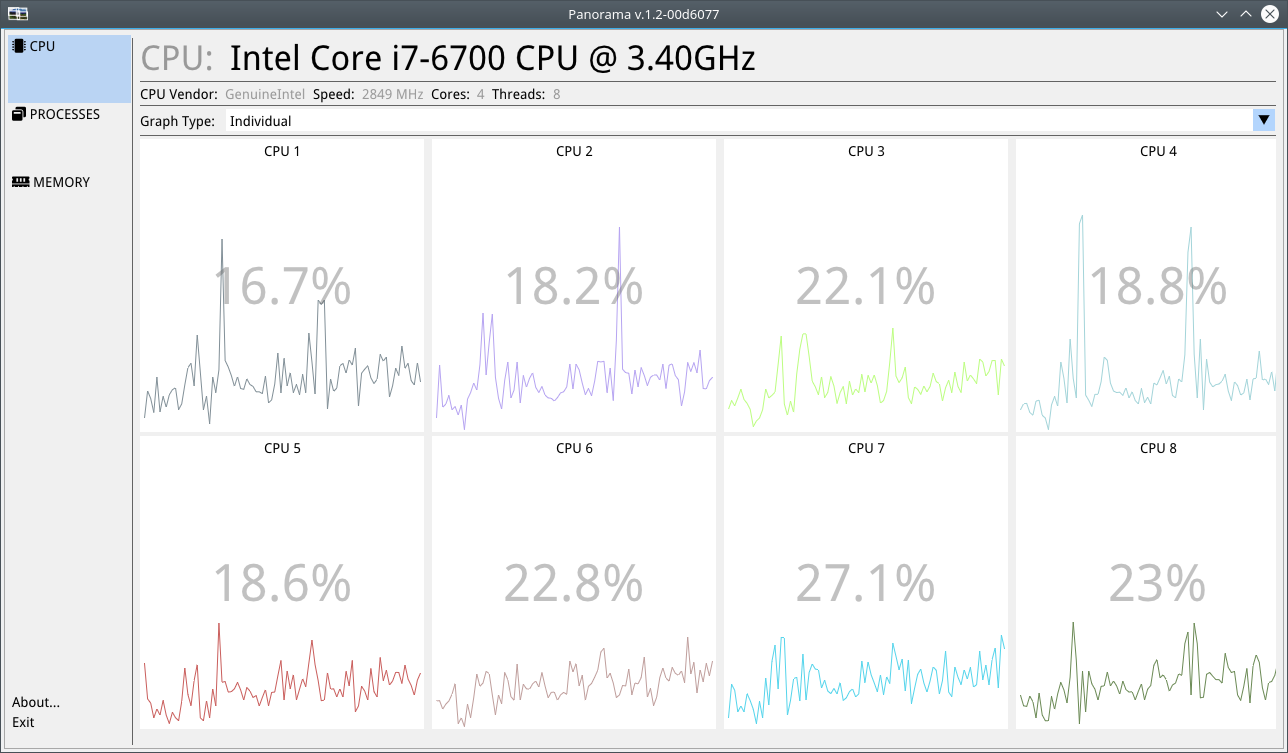 Panorama v.1.2-00d6077
CPU
PROCESSES
MEMORY
About...
Exit
CPU: Intel Core i7-6700 CPU @ 3.40GHz
CPU Vendor: GenuineIntel Speed: 2849 MHz Cores: 4 Threads: 8
Graph Type: Individual
CPU 1
16.7%
CPU 2
18.2%
CPU 3
22.1%
CPU 4
18.8%
CPU 5
18.6%
CPU 6
22.8%
CPU 7
27.1%
CPU 8
23%